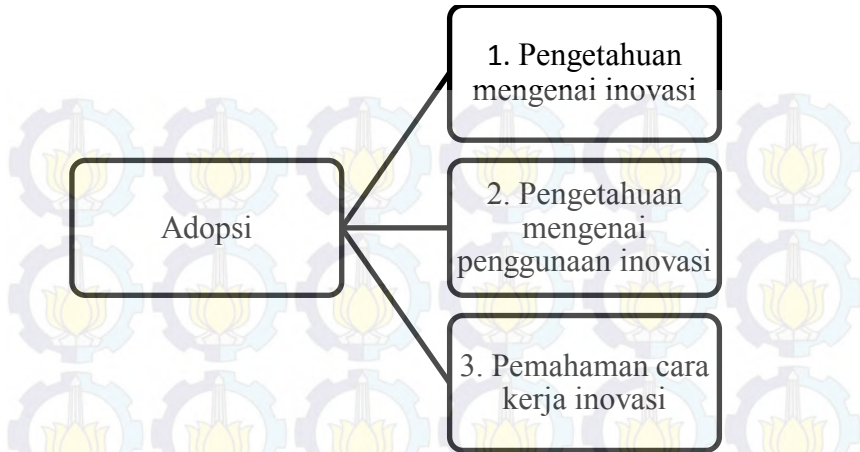 1. Pengetahuan
mengenai inovasi
Adopsi
2. Pengetahuan
mengenai
penggunaan inovasi
3. Pemahaman cara
kerja inovasi